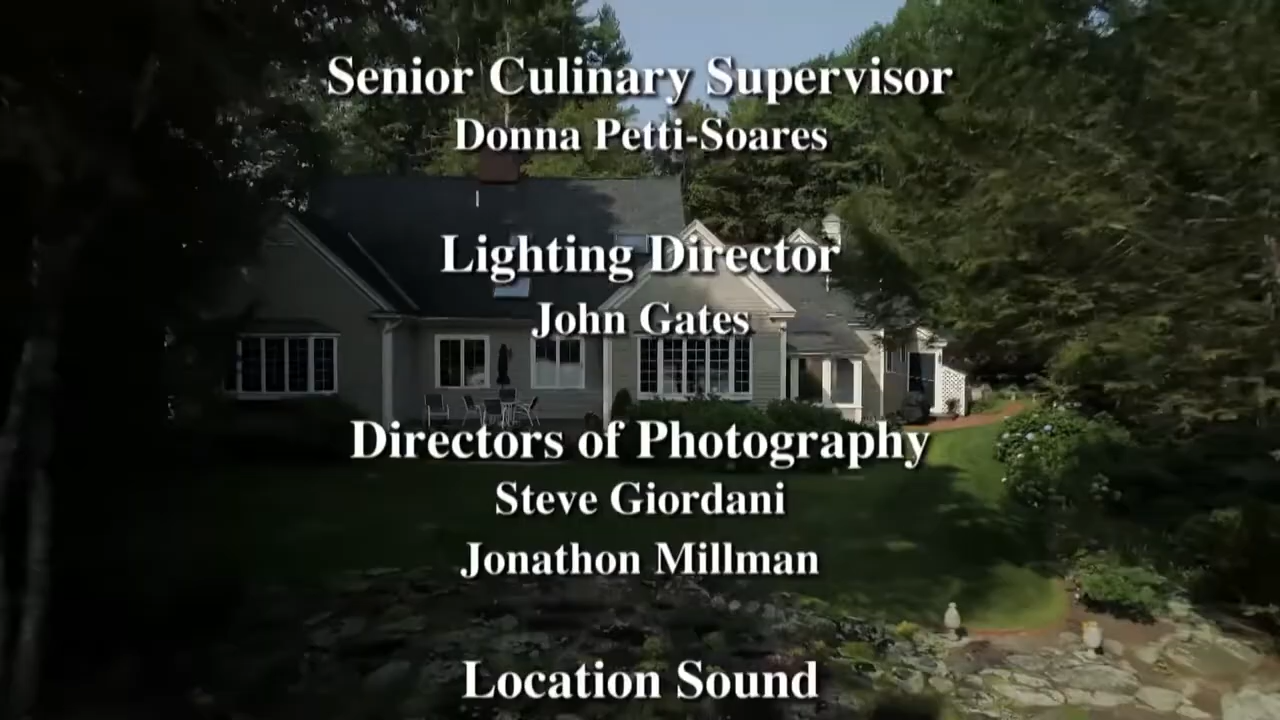 Senior Culinary Supervisor
Donna Petti-Soares
Lighting Director
John Gates
Directors of Photography
Steve Giordani
Jonathon Millman
Location Sound